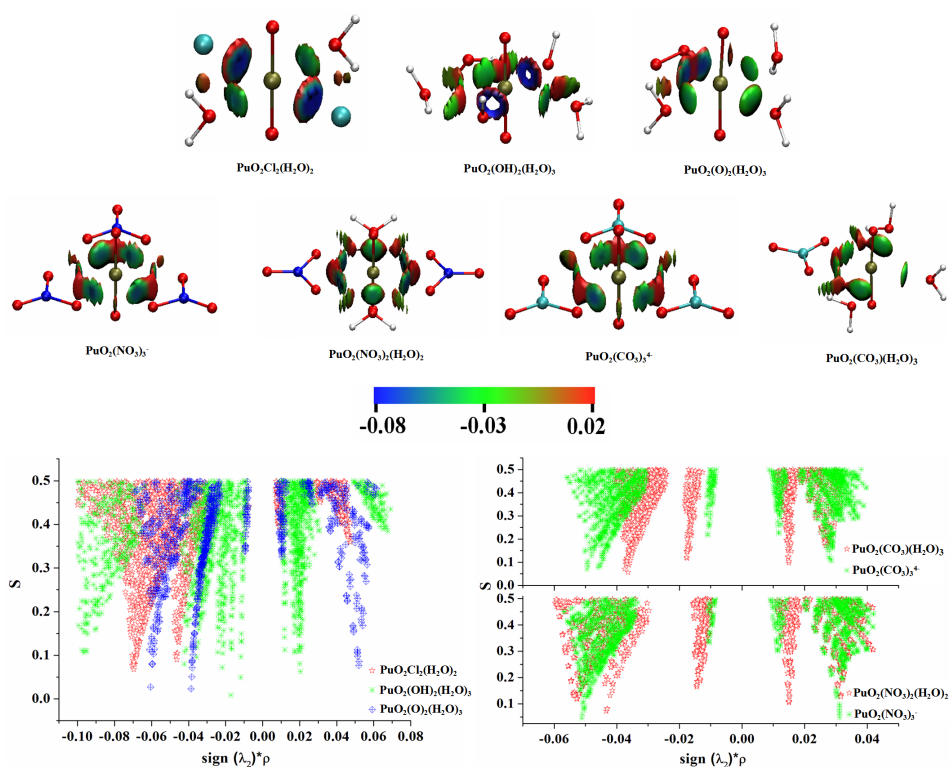 PuO₂Cl₂(H₂O)₂
PuO₂(OH)₂(H₂O)₃
PuO₂(O)₂(H₂O)₃
PuO₂(NO₃)₃⁻
PuO₂(NO₃)₂(H₂O)₂
PuO₂(CO₃)₃⁴⁻
PuO₂(CO₃)(H₂O)₃
-0.08
-0.03
0.02
S
0.5
0.4
0.3
0.2
0.1
0.0
PuO₂Cl₂(H₂O)₂
PuO₂(OH)₂(H₂O)₃
PuO₂(O)₂(H₂O)₃
-0.10 -0.08 -0.06 -0.04 -0.02 0.00 0.02 0.04 0.06 0.08
sign (λ₂)*ρ
S
0.5
0.4
0.3
0.2
0.1
0.0
PuO₂(CO₃)(H₂O)₃
PuO₂(CO₃)₃⁴⁻
0.5
0.4
0.3
0.2
0.1
PuO₂(NO₃)₂(H₂O)₂
PuO₂(NO₃)₃⁻
-0.06 -0.04 -0.02 0.00 0.02 0.04
sign (λ₂)*ρ